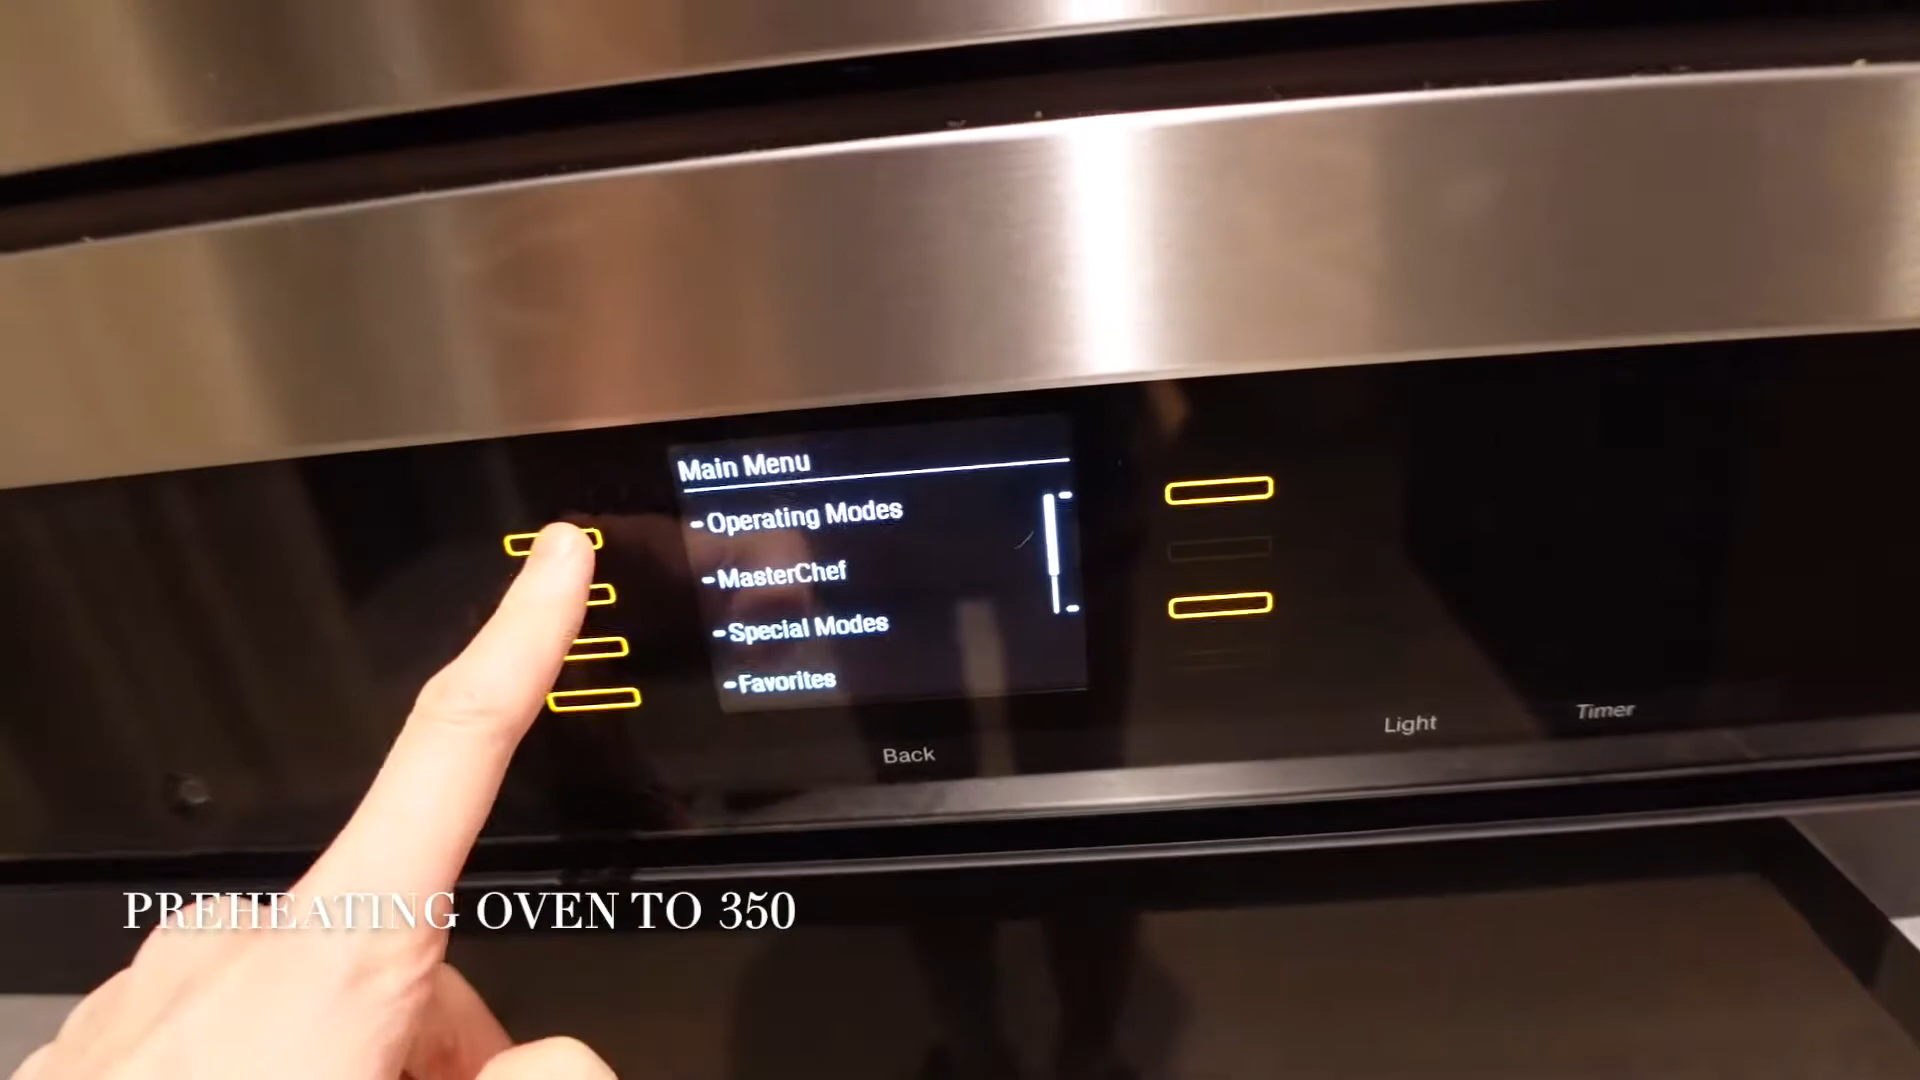 Main Menu
Operating Modes
MasterChef
Special Modes
Favorites
Back
Light
Timer
PREHEATING OVEN TO 350